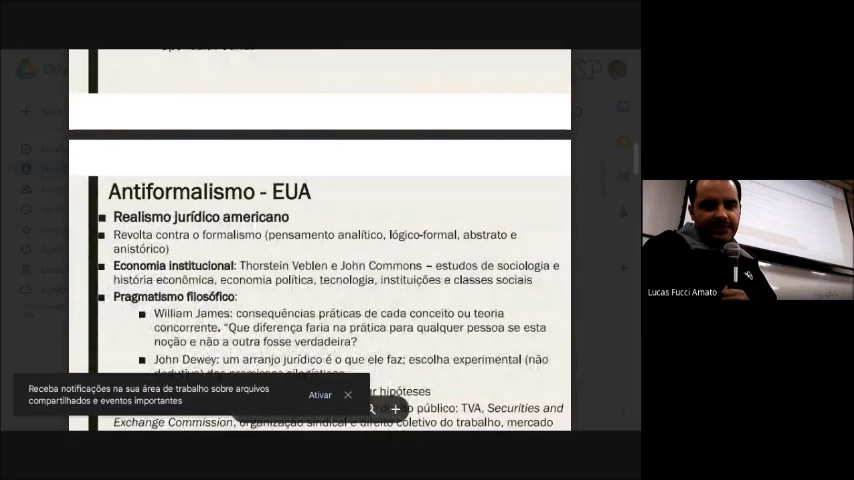 Antiformalismo - EUA
Realismo jurídico americano
Revolta contra o formalismo (pensamento analítico, lógico-formal, abstrato e
anistórico)
Economia institucional: Thorstein Veblen e John Commons – estudos de sociologia e
história econômica, economia política, tecnologia, instituições e classes sociais
Pragmatismo filosófico:
William James: consequências práticas de cada conceito ou teoria
concorrente. “Que diferença faria na prática para qualquer pessoa se esta
noção e não a outra fosse verdadeira?
John Dewey: um arranjo jurídico é o que ele faz; escolha experimental (não
hipóteses
público: TVA, Securities and
Exchange Commission, organização sindical e direito coletivo do trabalho, mercado
Receba notificações na sua área de trabalho sobre arquivos
compartilhados e eventos importantes
Ativar
Lucas Fucci Amato